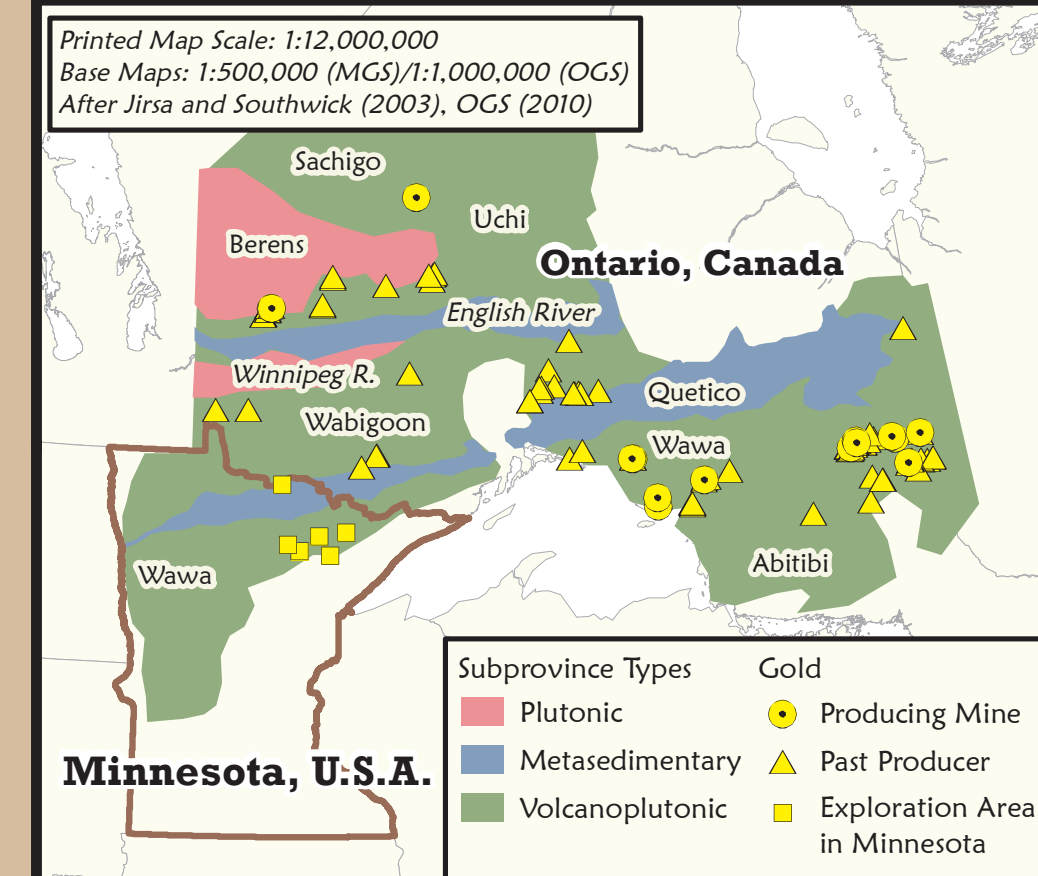 Printed Map Scale: 1:12,000,000
Base Maps: 1:500,000 (MGS)/1:1,000,000 (OGS)
After Jirsa and Southwick (2003), OGS (2010)
Sachigo
Uchi
Berens
Ontario, Canada
English River
Winnipeg R.
Quetico
Wabigoon
Wawa
Abitibi
Wawa
Minnesota, U.S.A.
Subprovince Types
Plutonic
Metasedimentary
Volcanoplutonic
Gold
Producing Mine
Past Producer
Exploration Area
in Minnesota